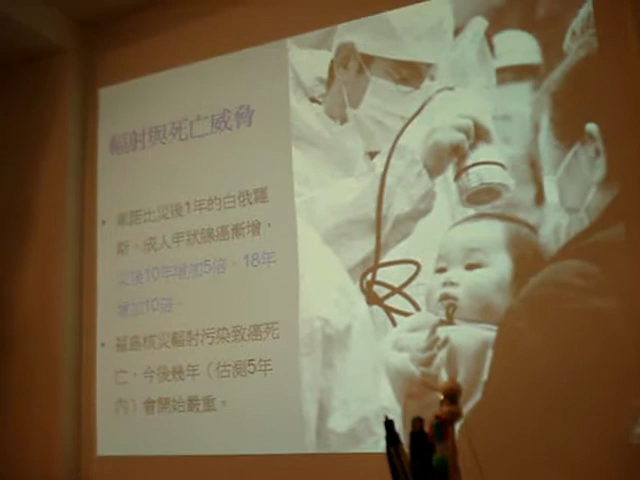 輻射與死亡威脅
• 車諾比災後1年的白俄羅
斯,成人甲狀腺癌漸增,
災後10年增加5倍。18年
增加10倍。
• 福島核災輻射污染致癌死
亡,今後幾年(估測5年
內)會開始嚴重。